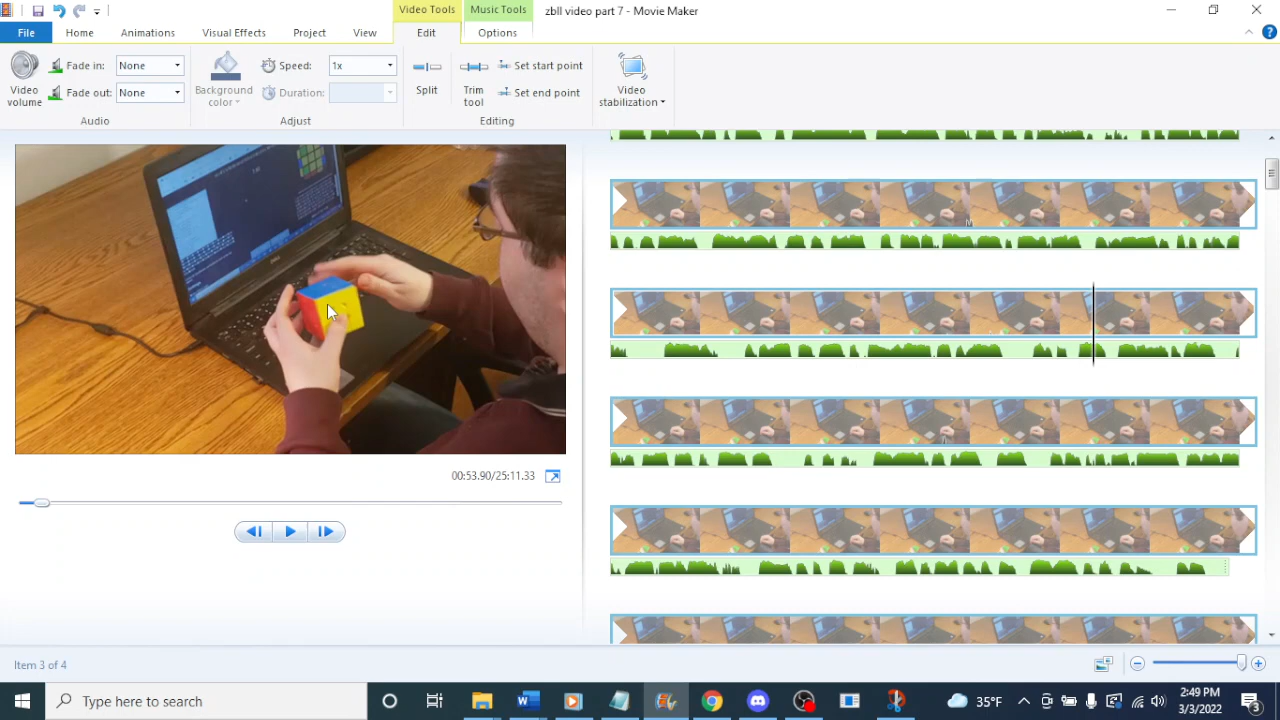 Video Tools
Music Tools
zbll video part 7 - Movie Maker
File
Home
Animations
Visual Effects
Project
View
Edit
Options
Video volume
Fade in:
None
Fade out:
None
Audio
Background color
Speed:
1x
Duration:
Adjust
Split
Trim tool
Set start point
Set end point
Editing
Video stabilization
00:53.90/25:11.33
Item 3 of 4
Type here to search
35°F
2:49 PM
3/3/2022
3